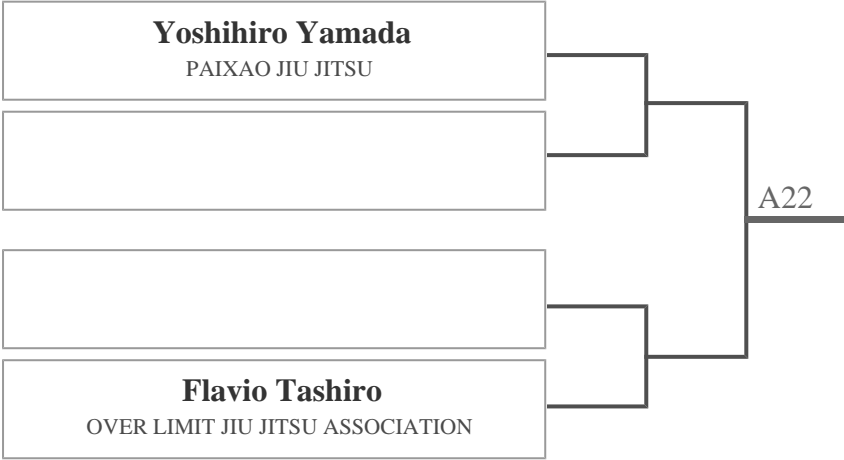 Yoshihiro Yamada
PAIXAO JIU JITSU
A22
Flavio Tashiro
OVER LIMIT JIU JITSU ASSOCIATION